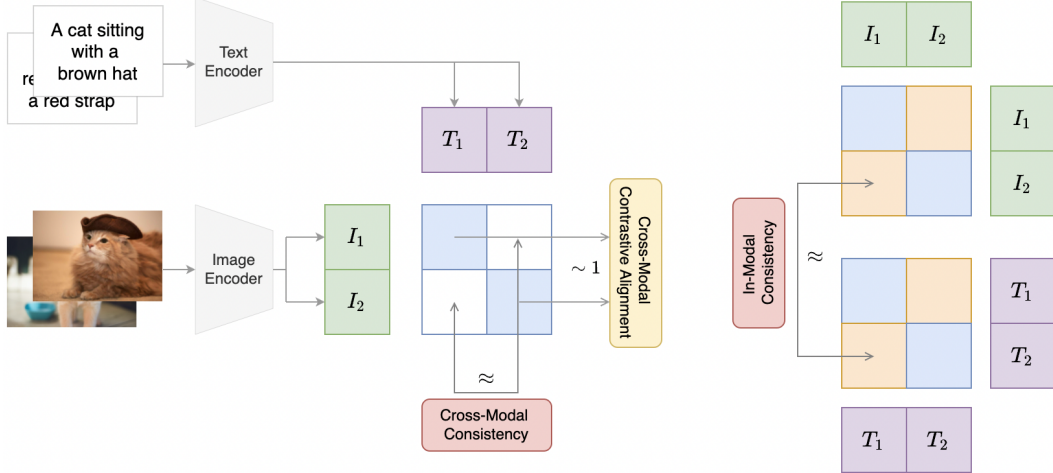 A cat sitting
with a
brown hat
a red strap
Text
Encoder
T₁
T₂
Image
Encoder
I₁
I₂
~ 1
Cross-Modal
Contrastive Alignment
≈
Cross-Modal
Consistency
I₁
I₂
I₁
I₂
In-Modal
Consistency
≈
T₁
T₂
T₁
T₂